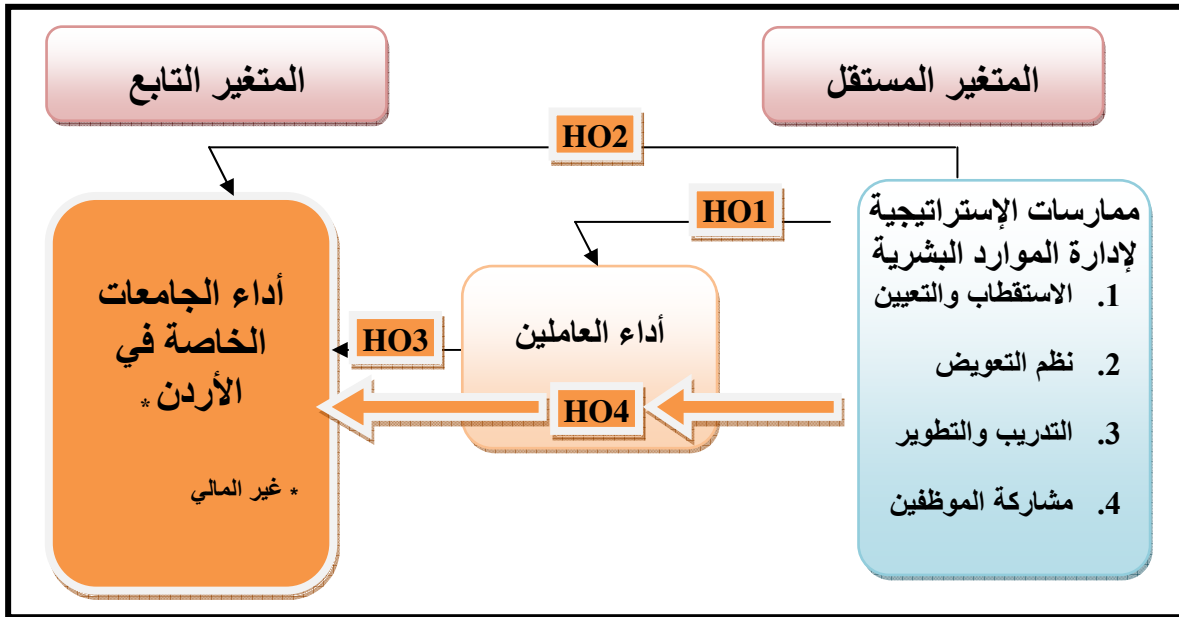 المتغير المستقل
المتغير التابع
HO2
HO1
ممارسات الإستراتيجية
لإدارة الموارد البشرية
1. الاستقطاب والتعيين
2. نظم التعويض
3. التدريب والتطوير
4. مشاركة الموظفين
أداء العاملين
HO3
HO4
أداء الجامعات
الخاصة في
الأردن *
* غير المالي